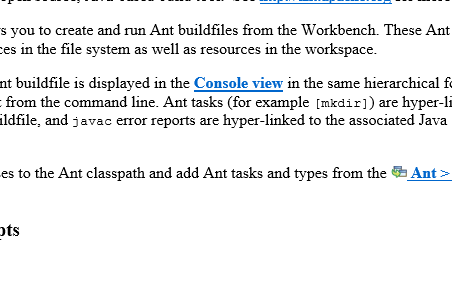 s you to create and run Ant buildfiles from the Workbench. These Ant
ces in the file system as well as resources in the workspace.
nt buildfile is displayed in the Console view in the same hierarchical f
from the command line. Ant tasks (for example [mkdir]) are hyper-li
ildfile, and javac error reports are hyper-linked to the associated Java
es to the Ant classpath and add Ant tasks and types from the Ant >
pts